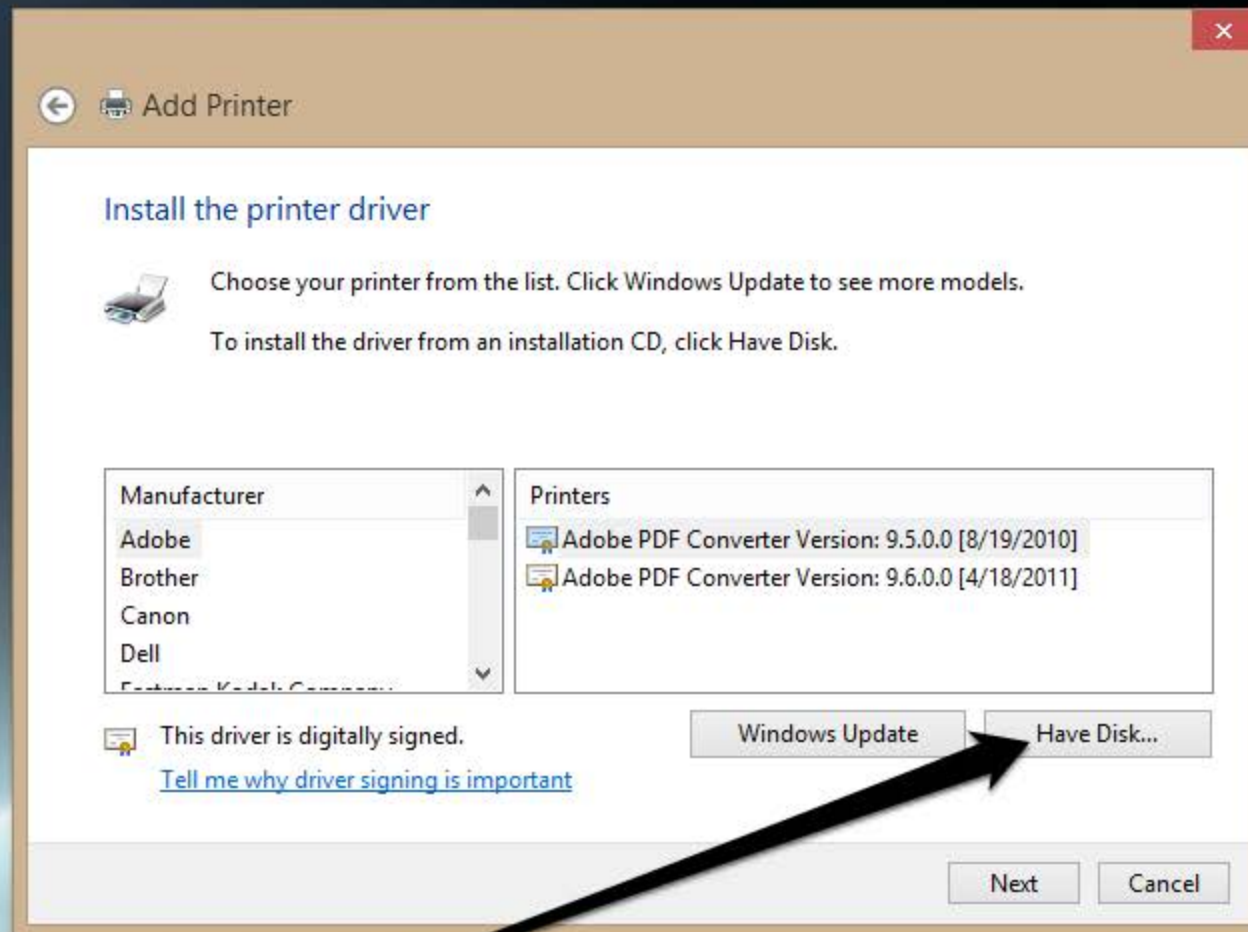 Add Printer
Install the printer driver
Choose your printer from the list. Click Windows Update to see more models.
To install the driver from an installation CD, click Have Disk.
Manufacturer
Adobe
Brother
Canon
Dell
Eastman Kodak Company
Printers
Adobe PDF Converter Version: 9.5.0.0 [8/19/2010]
Adobe PDF Converter Version: 9.6.0.0 [4/18/2011]
This driver is digitally signed.
Tell me why driver signing is important
Windows Update
Have Disk...
Next
Cancel